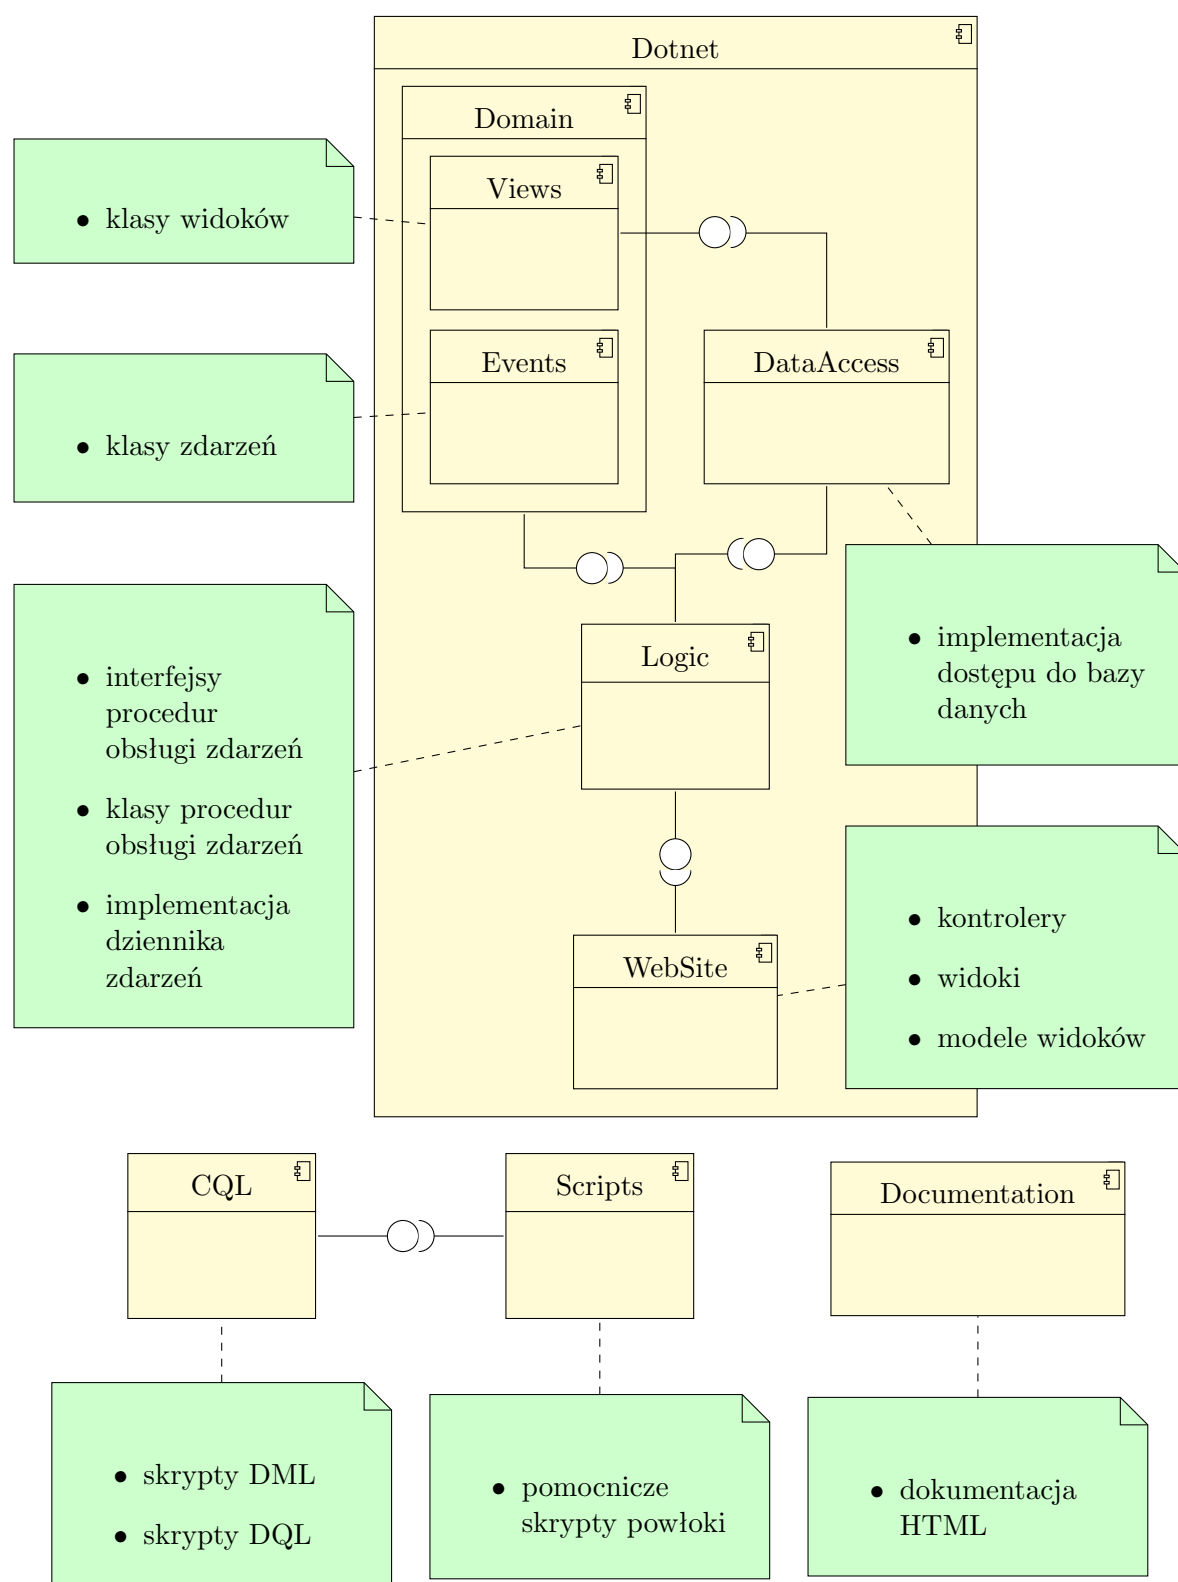 Dotnet
Domain
Views
• klasy widoków
Events
DataAccess
• klasy zdarzeń
Logic
• implementacja
dostępu do bazy
danych
• interfejsy
procedur
obsługi zdarzeń
• klasy procedur
obsługi zdarzeń
• implementacja
dziennika
zdarzeń
WebSite
• kontrolery
• widoki
• modele widoków
CQL
Scripts
Documentation
• skrypty DML
• skrypty DQL
• pomocnicze
skrypty powłoki
• dokumentacja
HTML